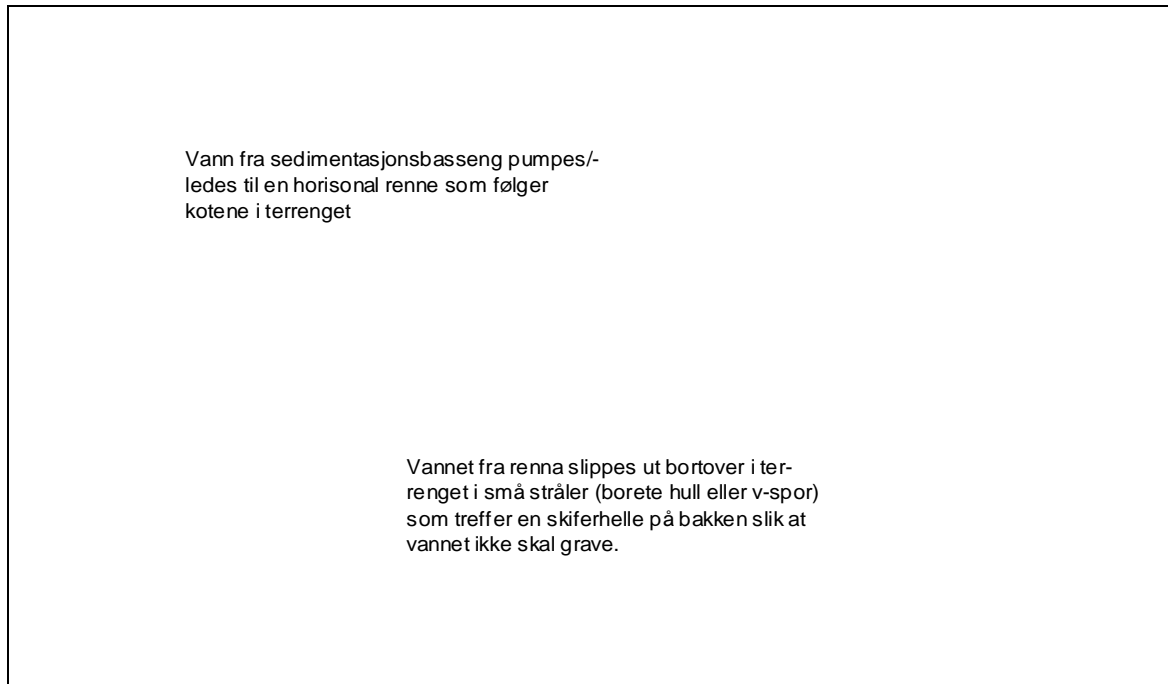 Vann fra sedimentasjonsbasseng pumpes/-
ledes til en horisonal renne som følger
kotene i terrenget
Vannet fra renna slippes ut bortover i ter-
renget i små stråler (borete hull eller v-spor)
som treffer en skiferhelle på bakken slik at
vannet ikke skal grave.